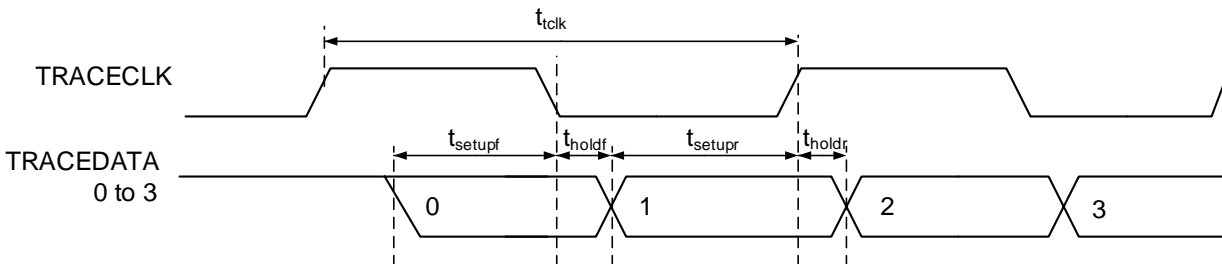 t_tclk
TRACECLK
t_setupf t_holdf t_setupr t_holdr
TRACEDATA
0 to 3
0 1 2 3